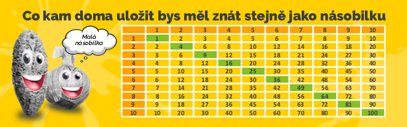 Co kam doma uložit bys měl znát stejně jako násobilku
Malá
násobilka
1 2 3 4 5 6 7 8 9 10
1 1 2 3 4 5 6 7 8 9 10
2 2 4 6 8 10 12 14 16 18 20
3 3 6 9 12 15 18 21 24 27 30
4 4 8 12 16 20 24 28 32 36 40
5 5 10 15 20 25 30 35 40 45 50
6 6 12 18 24 30 36 42 48 54 60
7 7 14 21 28 35 42 49 56 63 70
8 8 16 24 32 40 48 56 64 72 80
9 9 18 27 36 45 54 63 72 81 90
10 10 20 30 40 50 60 70 80 90 100